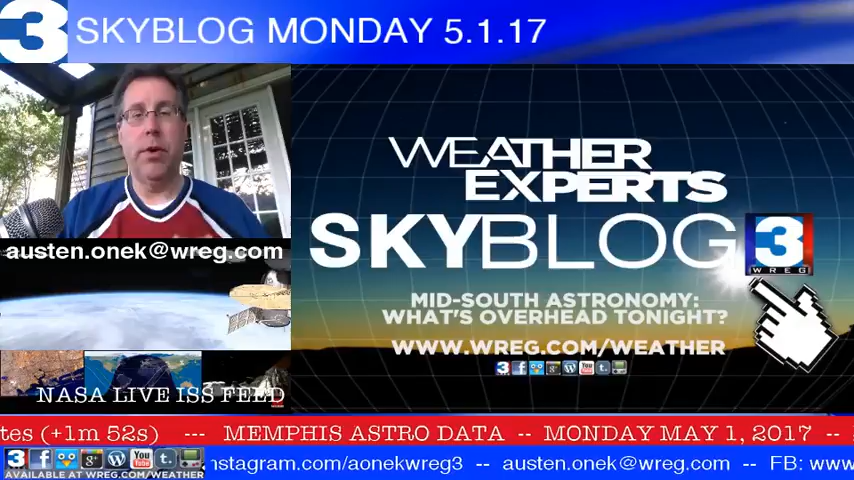 3 SKYBLOG MONDAY 5.1.17
WEATHER
EXPERTS
SKYBLOG 3
WREG
MID-SOUTH ASTRONOMY:
WHAT'S OVERHEAD TONIGHT?
WWW.WREG.COM/WEATHER
austen.onek@wreg.com
NASA LIVE ISS FEED
tes (+1m 52s) --- MEMPHIS ASTRO DATA -- MONDAY MAY 1, 2017 --
nstagram.com/aonekwreg3 -- austen.onek@wreg.com -- FB: www
AVAILABLE AT WREG.COM/WEATHER